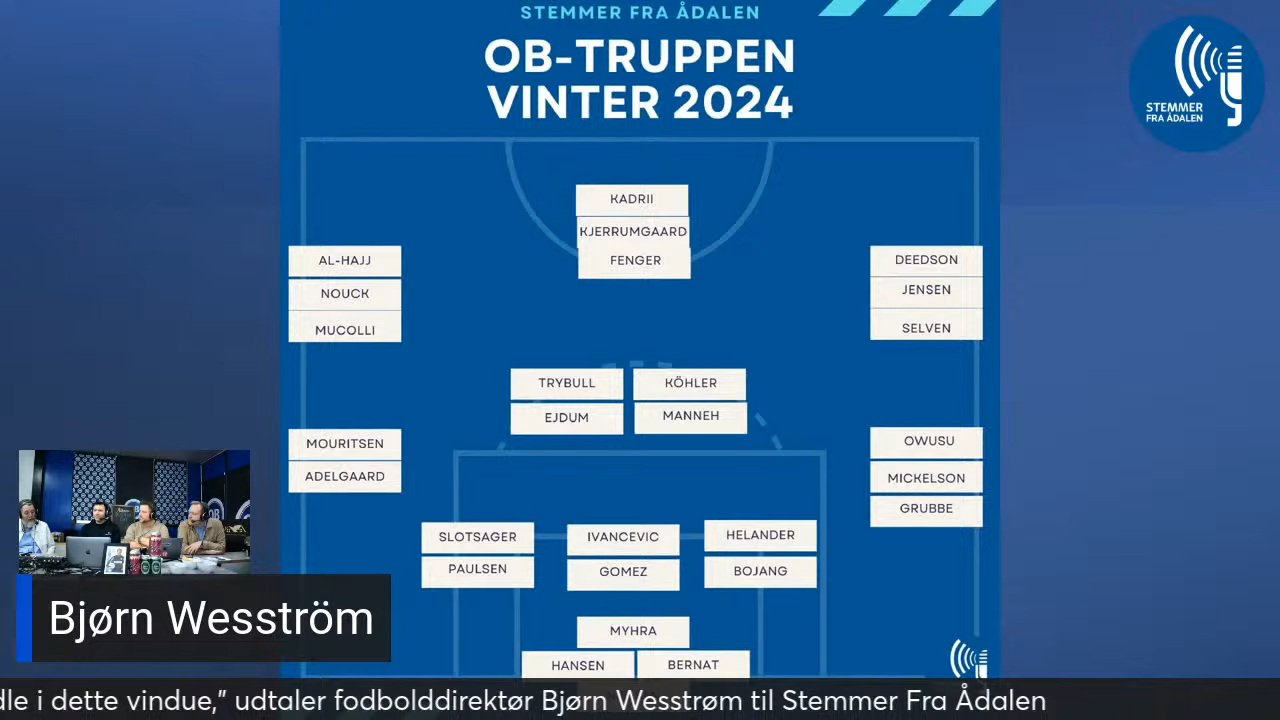 STEMMER FRA ÅDALEN
OB-TRUPPEN
VINTER 2024
STEMMER
FRA ÅDALEN
KADRII
KJERRUMGAARD
FENGER
AL-HAJJ
NOUCK
MUCOLLI
DEEDSON
JENSEN
SELVEN
TRYBULL
KÖHLER
EJDUM
MANNEH
MOURITSEN
ADELGAARD
OWUSU
MICKELSON
GRUBBE
SLOTSAGER
IVANCEVIC
HELANDER
PAULSEN
GOMEZ
BOJANG
MYHRA
HANSEN
BERNAT
OB
Bjørn Wesström
dle i dette vindue,” udtaler fodbolddirektør Bjørn Wesstrøm til Stemmer Fra Ådalen